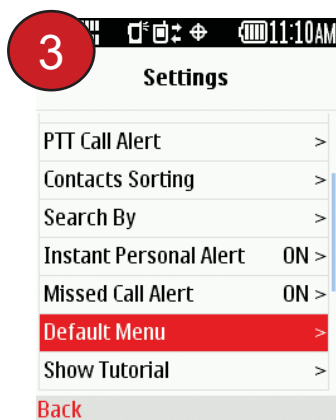 3
11:10AM
Settings
PTT Call Alert >
Contacts Sorting >
Search By >
Instant Personal Alert ON >
Missed Call Alert ON >
Default Menu >
Show Tutorial >
Back